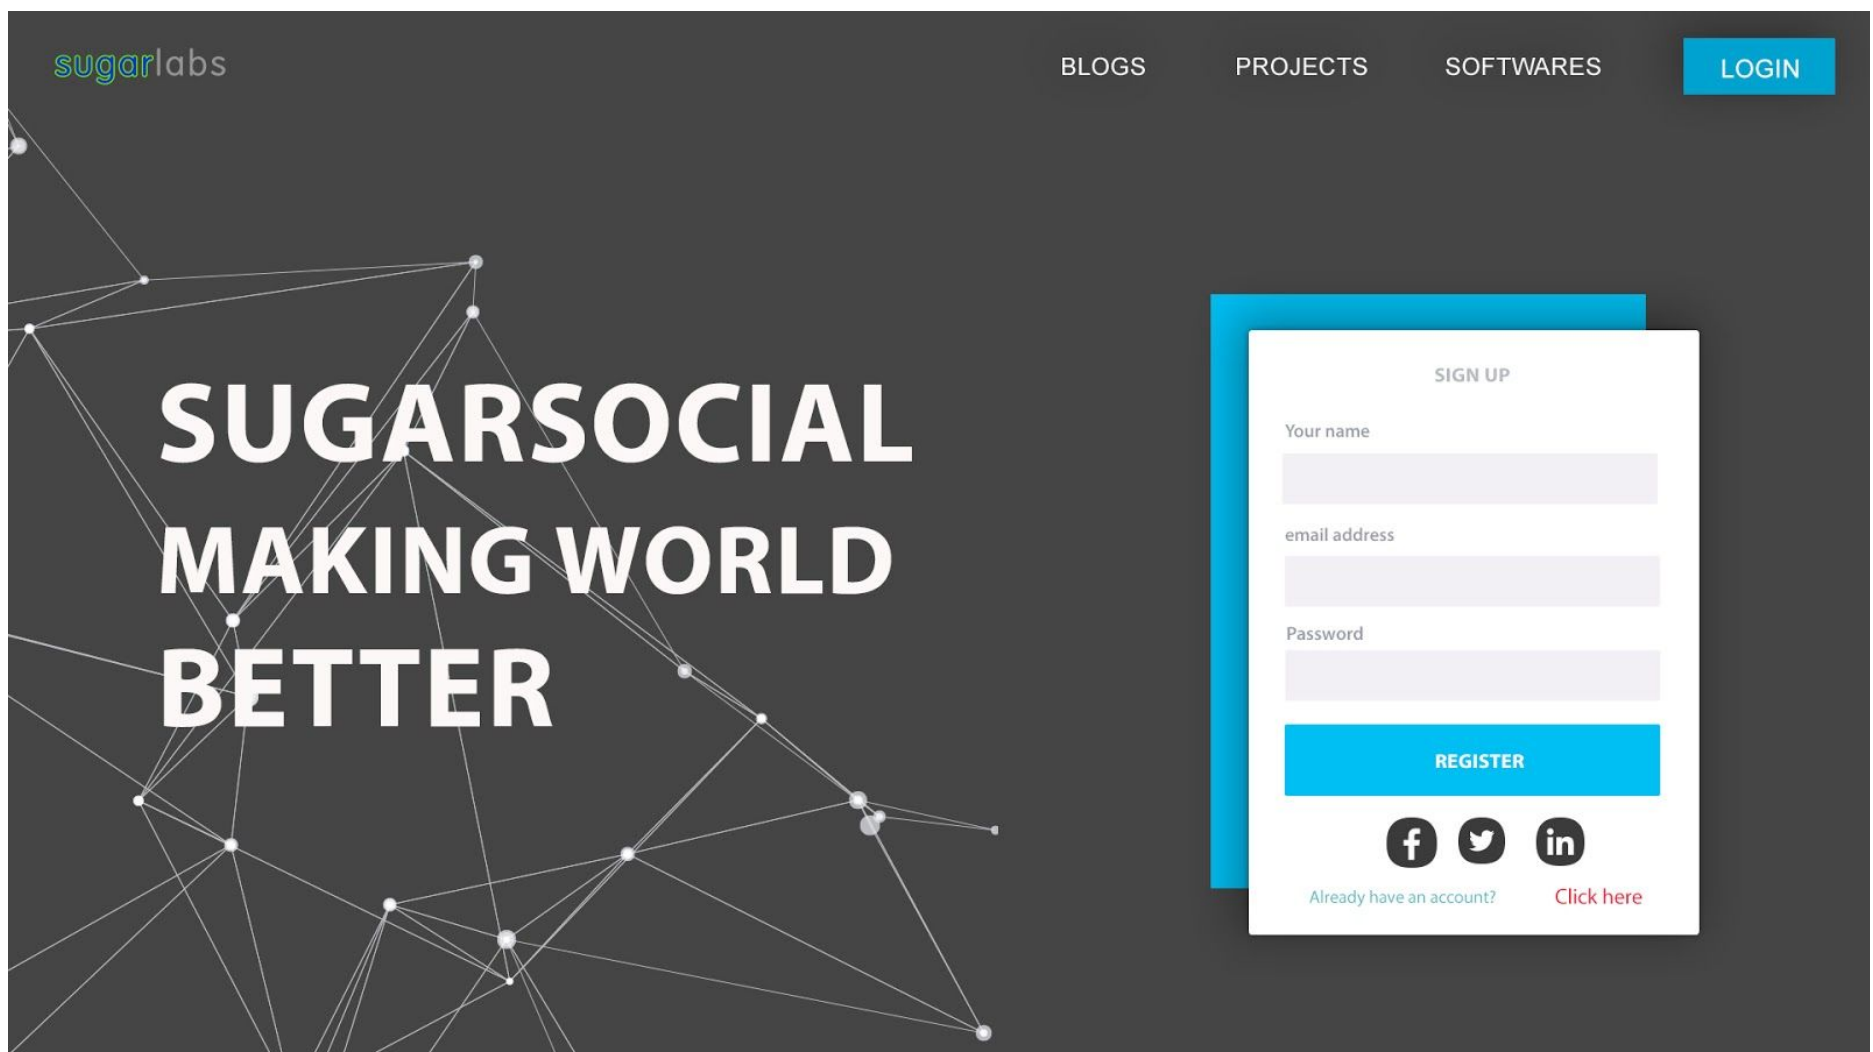 sugarlabs
BLOGS PROJECTS SOFTWARES LOGIN
SUGARSOCIAL
MAKING WORLD
BETTER
SIGN UP
Your name
email address
Password
REGISTER
f in
Already have an account? Click here